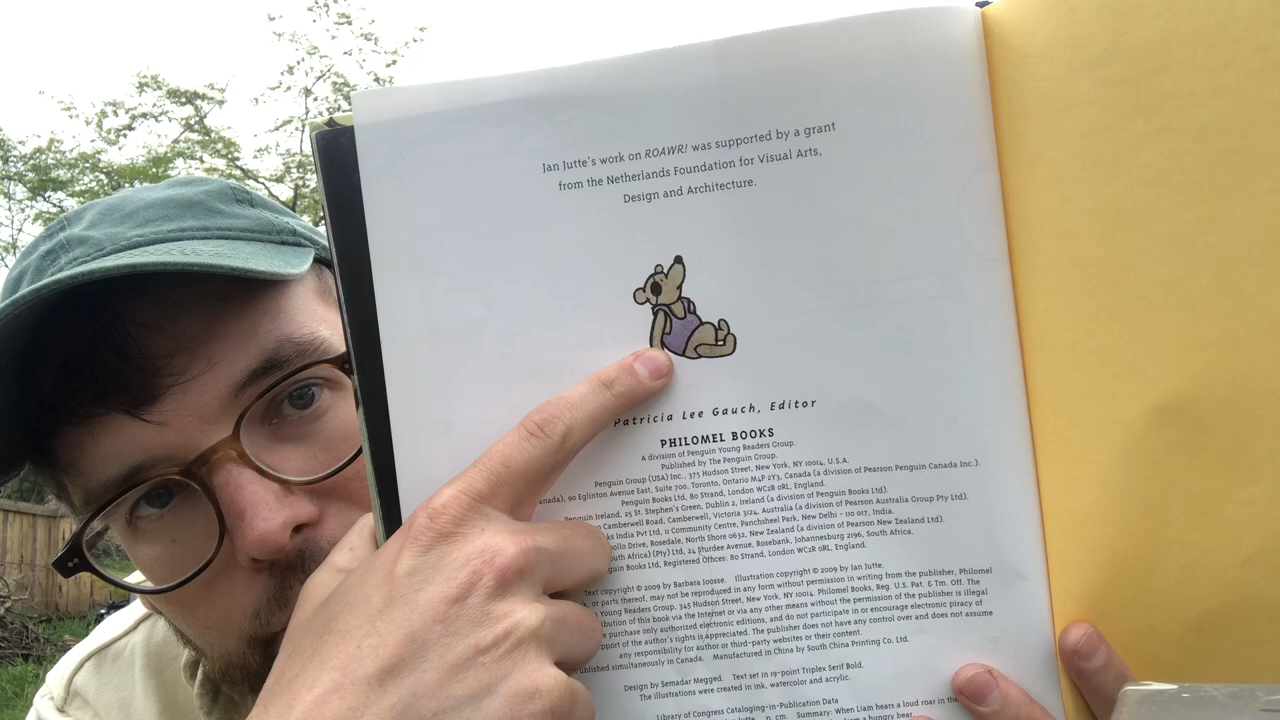 Jan Jutte's work on ROAWR! was supported by a grant
from the Netherlands Foundation for Visual Arts,
Design and Architecture.
Patricia Lee Gauch, Editor
PHILOMEL BOOKS
A division of Penguin Young Readers Group.
Published by The Penguin Group.
Penguin Group (USA) Inc., 375 Hudson Street, New York, NY 10014, U.S.A.
90 Eglinton Avenue East, Suite 700, Toronto, Ontario M4P 2Y3, Canada (a division of Pearson Penguin Canada Inc.).
Penguin Books Ltd, 80 Strand, London WC2R 0RL, England.
Penguin Ireland, 25 St. Stephen's Green, Dublin 2, Ireland (a division of Penguin Books Ltd).
Camberwell Road, Camberwell, Victoria 3124, Australia (a division of Pearson Australia Group Pty Ltd).
India Pvt Ltd, 11 Community Centre, Panchsheel Park, New Delhi - 110 017, India.
Drive, Rosedale, North Shore 0632, New Zealand (a division of Pearson New Zealand Ltd).
Africa) (Pty) Ltd, 24 Sturdee Avenue, Rosebank, Johannesburg 2196, South Africa.
Books Ltd, Registered Offices: 80 Strand, London WC2R 0RL, England.
Text copyright © 2009 by Barbara Joosse. Illustration copyright © 2009 by Jan Jutte.
or parts thereof, may not be reproduced in any form without permission in writing from the publisher, Philomel
Young Readers Group, 345 Hudson Street, New York, NY 10014. Philomel Books, Reg. U.S. Pat. & Tm. Off. The
of this book via the Internet or via any other means without the permission of the publisher is illegal
purchase only authorized electronic editions, and do not participate in or encourage electronic piracy of
of the author's rights is appreciated. The publisher does not have any control over and does not assume
any responsibility for author or third-party websites or their content.
simultaneously in Canada. Manufactured in China by South China Printing Co. Ltd.
Design by Semadar Megged. Text set in 19-point Triplex Serif Bold.
The illustrations were created in ink, watercolor and acrylic.
Library of Congress Cataloging-in-Publication Data
Jutte. p. cm. Summary: When Liam hears a loud roar in the
from a hungry bear.